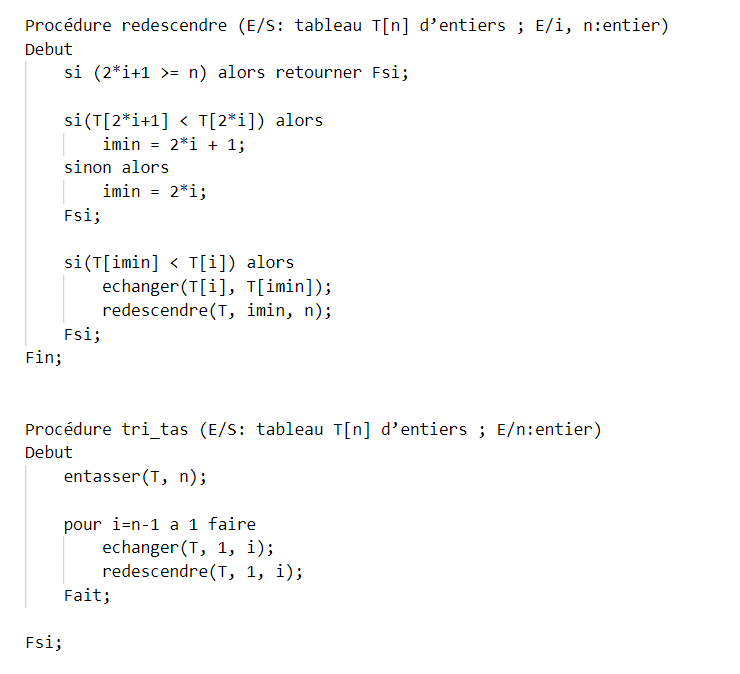 Procédure redescendre (E/S: tableau T[n] d’entiers ; E/i, n:entier)
Debut
si (2*i+1 >= n) alors retourner Fsi;
si(T[2*i+1] < T[2*i]) alors
imin = 2*i + 1;
sinon alors
imin = 2*i;
Fsi;
si(T[imin] < T[i]) alors
echanger(T[i], T[imin]);
redescendre(T, imin, n);
Fsi;
Fin;
Procédure tri_tas (E/S: tableau T[n] d’entiers ; E/n:entier)
Debut
entasser(T, n);
pour i=n-1 a 1 faire
echanger(T, 1, i);
redescendre(T, 1, i);
Fait;
Fsi;